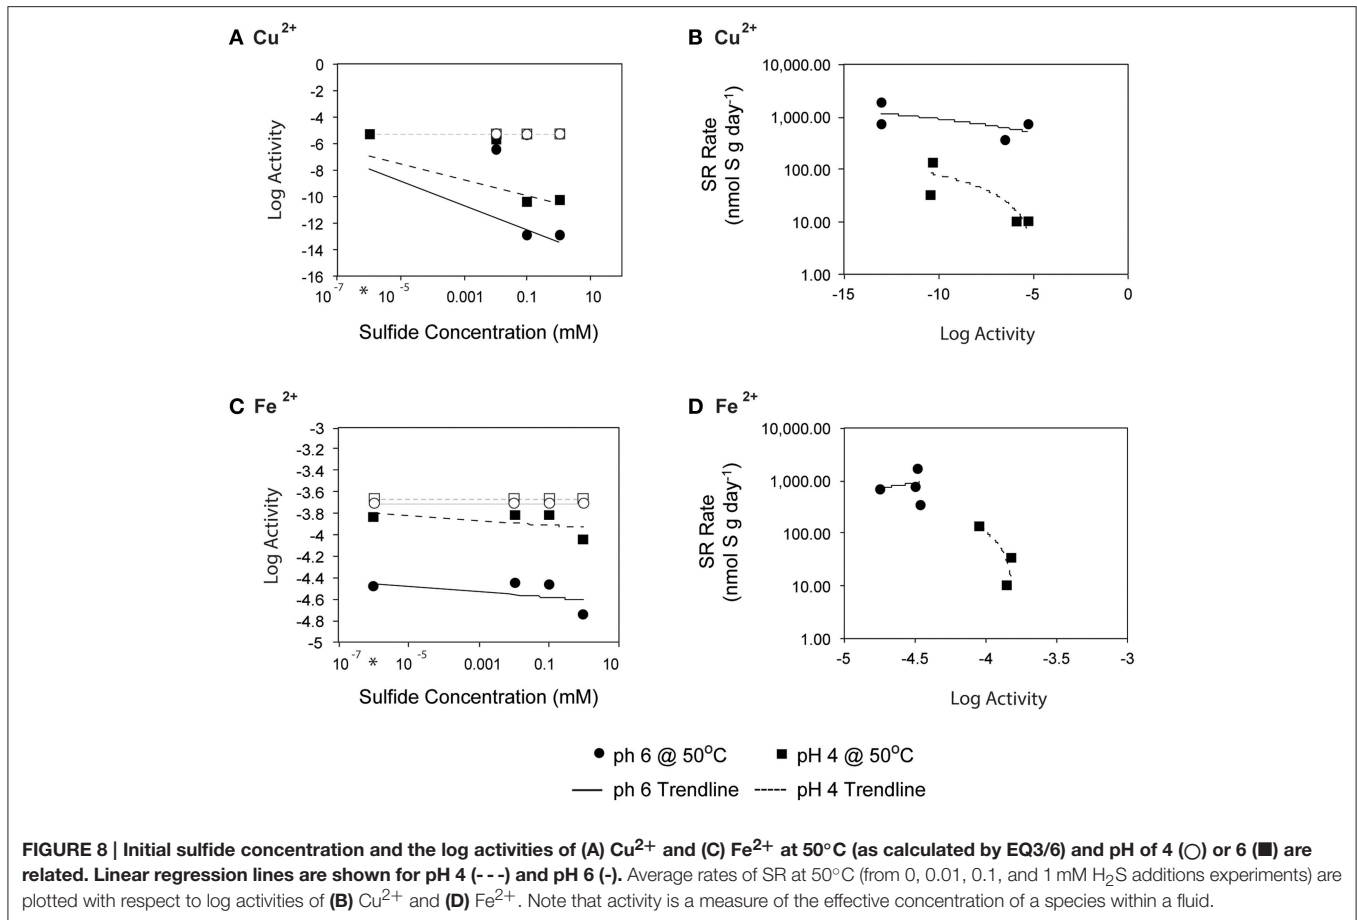 A Cu2+
0
-2
-4
-6
-8
-10
-12
-14
-16
Log Activity
10-7 * 10-5 0.001 0.1 10
Sulfide Concentration (mM)
B Cu2+
10,000.00
1,000.00
100.00
10.00
1.00
SR Rate
(nmol S g day-1)
-15 -10 -5 0
Log Activity
C Fe 2+
-3
-3.2
-3.4
-3.6
-3.8
-4
-4.2
-4.4
-4.6
-4.8
-5
Log Activity
10-7 * 10-5 0.001 0.1 10
Sulfide Concentration (mM)
D Fe 2+
10,000.00
1,000.00
100.00
10.00
1.00
SR Rate
(nmol S g day-1)
-5 -4.5 -4 -3.5 -3
Log Activity
● ph 6 @ 50°C ■ pH 4 @ 50°C
— ph 6 Trendline ----- pH 4 Trendline
FIGURE 8 | Initial sulfide concentration and the log activities of (A) Cu2+ and (C) Fe2+ at 50°C (as calculated by EQ3/6) and pH of 4 (○) or 6 (■) are
related. Linear regression lines are shown for pH 4 (- - -) and pH 6 (-). Average rates of SR at 50°C (from 0, 0.01, 0.1, and 1 mM H2S additions experiments) are
plotted with respect to log activities of (B) Cu2+ and (D) Fe2+. Note that activity is a measure of the effective concentration of a species within a fluid.